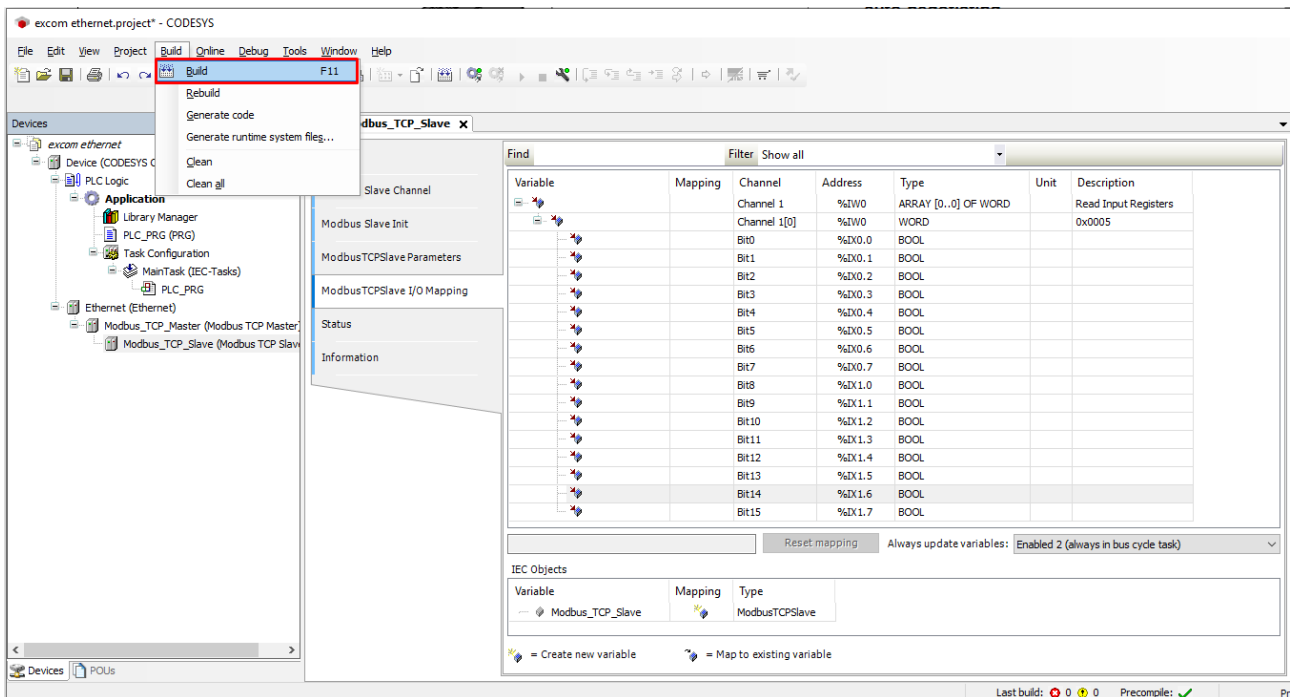 excom ethernet.project* - CODESYS
File Edit View Project Build Online Debug Tools Window Help
Build F11
Rebuild
Generate code
Generate runtime system files...
Clean
Clean all
Devices
excom ethernet
Device (CODESYS C
PLC Logic
Application
Library Manager
PLC_PRG (PRG)
Task Configuration
MainTask (IEC-Tasks)
PLC_PRG
Ethernet (Ethernet)
Modbus_TCP_Master (Modbus TCP Master)
Modbus_TCP_Slave (Modbus TCP Slav
Devices POUs
dbus_TCP_Slave X
Slave Channel
Modbus Slave Init
ModbusTCPSlave Parameters
ModbusTCPSlave I/O Mapping
Status
Information
Find Filter Show all
Variable Mapping Channel Address Type Unit Description
Channel 1 %IW0 ARRAY [0..0] OF WORD Read Input Registers
Channel 1[0] %IW0 WORD 0x0005
Bit0 %IX0.0 BOOL
Bit1 %IX0.1 BOOL
Bit2 %IX0.2 BOOL
Bit3 %IX0.3 BOOL
Bit4 %IX0.4 BOOL
Bit5 %IX0.5 BOOL
Bit6 %IX0.6 BOOL
Bit7 %IX0.7 BOOL
Bit8 %IX1.0 BOOL
Bit9 %IX1.1 BOOL
Bit10 %IX1.2 BOOL
Bit11 %IX1.3 BOOL
Bit12 %IX1.4 BOOL
Bit13 %IX1.5 BOOL
Bit14 %IX1.6 BOOL
Bit15 %IX1.7 BOOL
Reset mapping Always update variables: Enabled 2 (always in bus cycle task)
IEC Objects
Variable Mapping Type
Modbus_TCP_Slave ModbusTCPSlave
= Create new variable = Map to existing variable
Last build: 0 0 Precompile: Pr